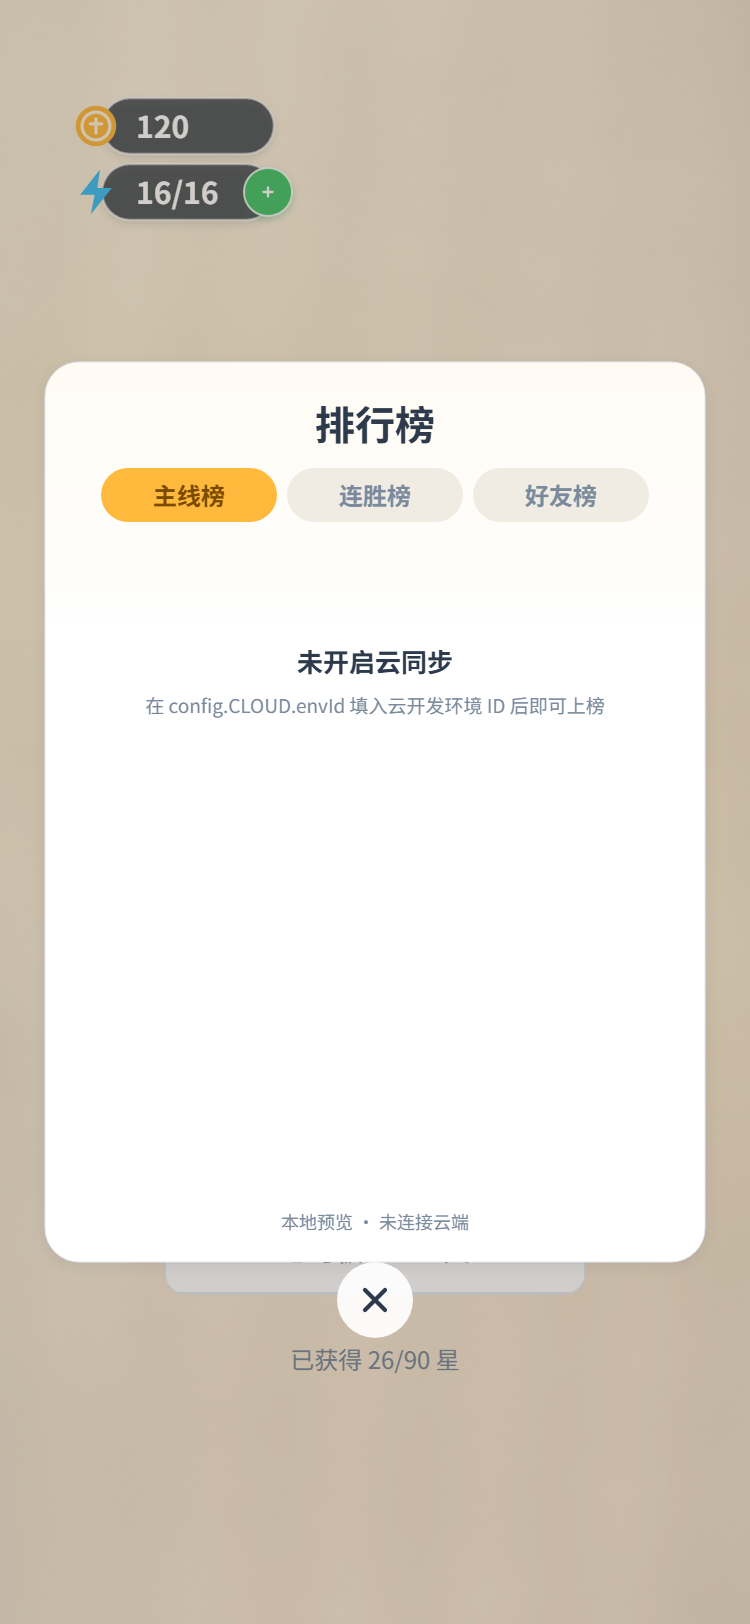 120
16/16
+
排行榜
主线榜
连胜榜
好友榜
未开启云同步
在 config.CLOUD.envId 填入云开发环境 ID 后即可上榜
本地预览 · 未连接云端
已获得 26/90 星